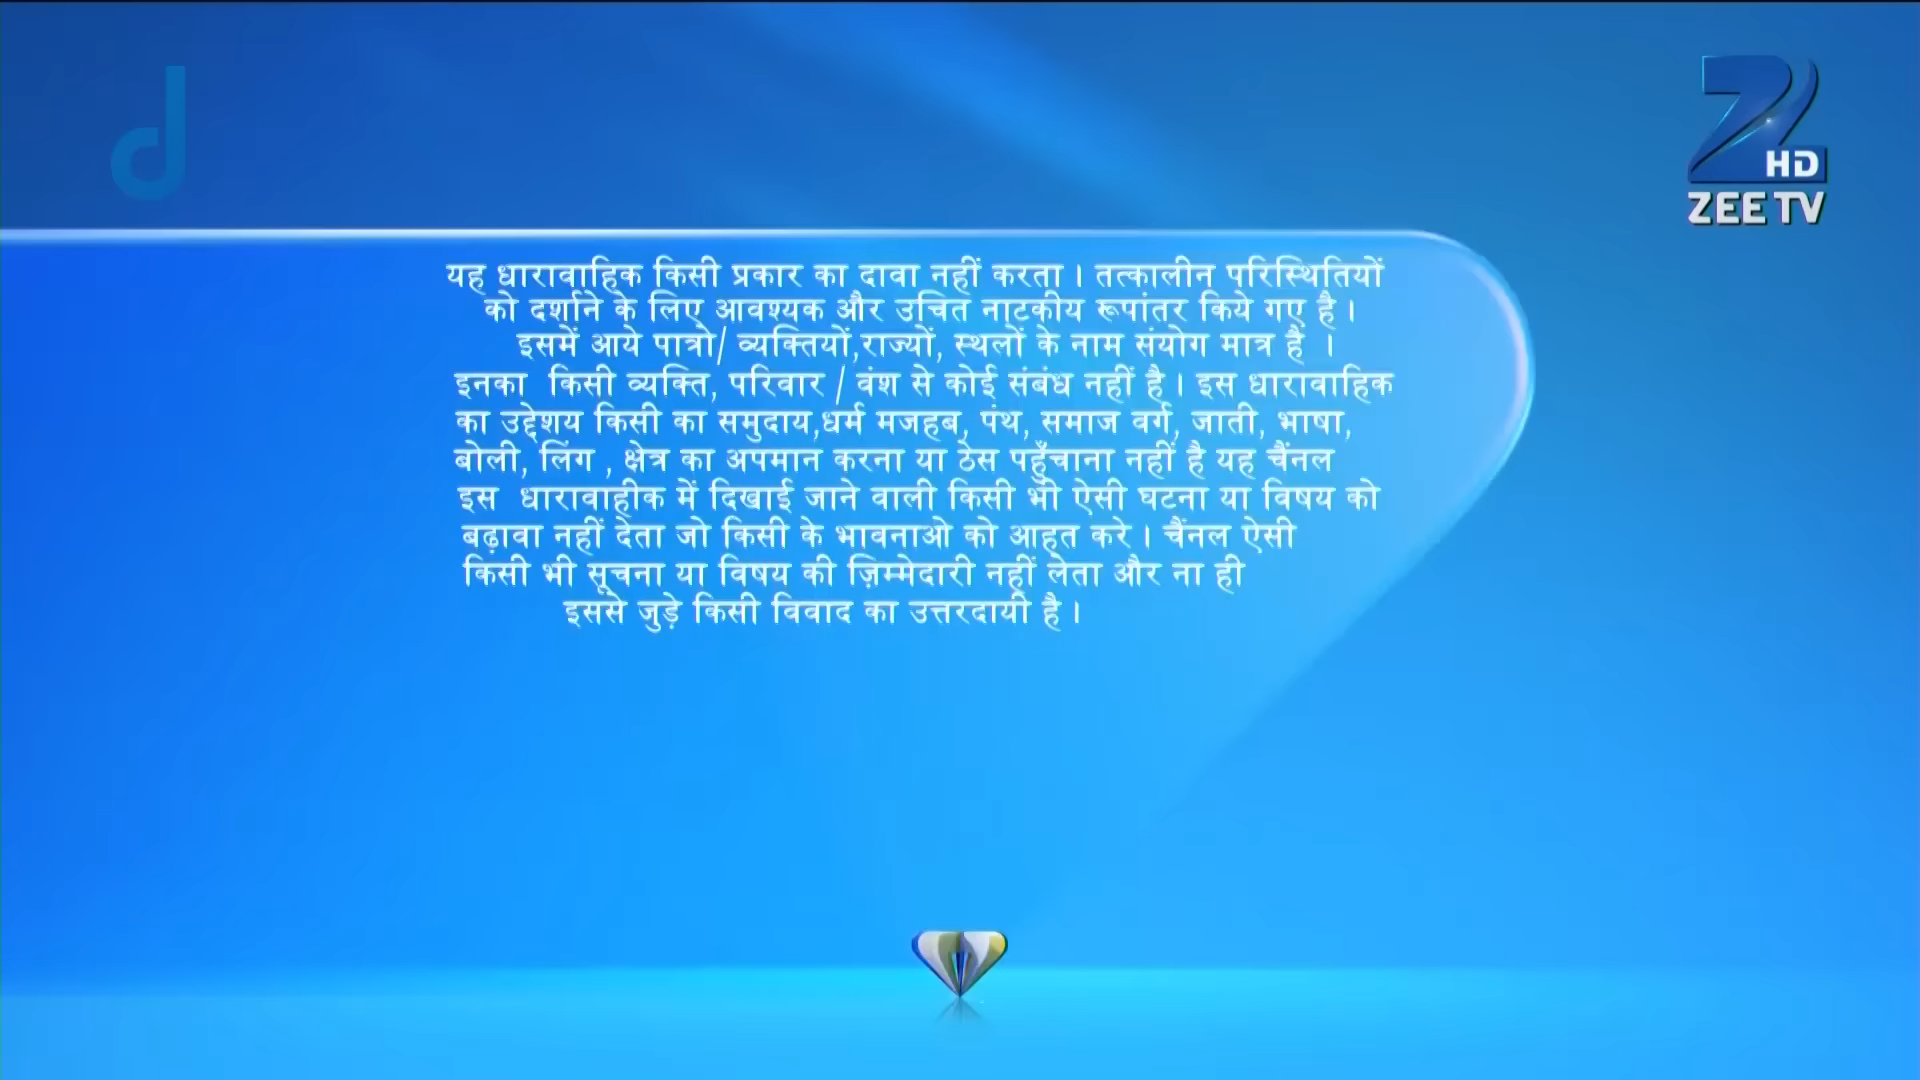 HD
ZEE TV
यह धारावाहिक किसी प्रकार का दावा नहीं करता । तत्कालीन परिस्थितियों
को दर्शाने के लिए आवश्यक और उचित नाटकीय रूपांतर किये गए है ।
इसमें आये पात्रो/ व्यक्तियों,राज्यों, स्थलों के नाम संयोग मात्र हैं ।
इनका किसी व्यक्ति, परिवार / वंश से कोई संबंध नहीं है । इस धारावाहिक
का उद्देशय किसी का समुदाय,धर्म मजहब, पंथ, समाज वर्ग, जाती, भाषा,
बोली, लिंग , क्षेत्र का अपमान करना या ठेस पहुँचाना नहीं है यह चैंनल
इस धारावाहीक में दिखाई जाने वाली किसी भी ऐसी घटना या विषय को
बढ़ावा नहीं देता जो किसी के भावनाओ को आहत करे । चैंनल ऐसी
किसी भी सूचना या विषय की ज़िम्मेदारी नहीं लेता और ना ही
इससे जुड़े किसी विवाद का उत्तरदायी है ।